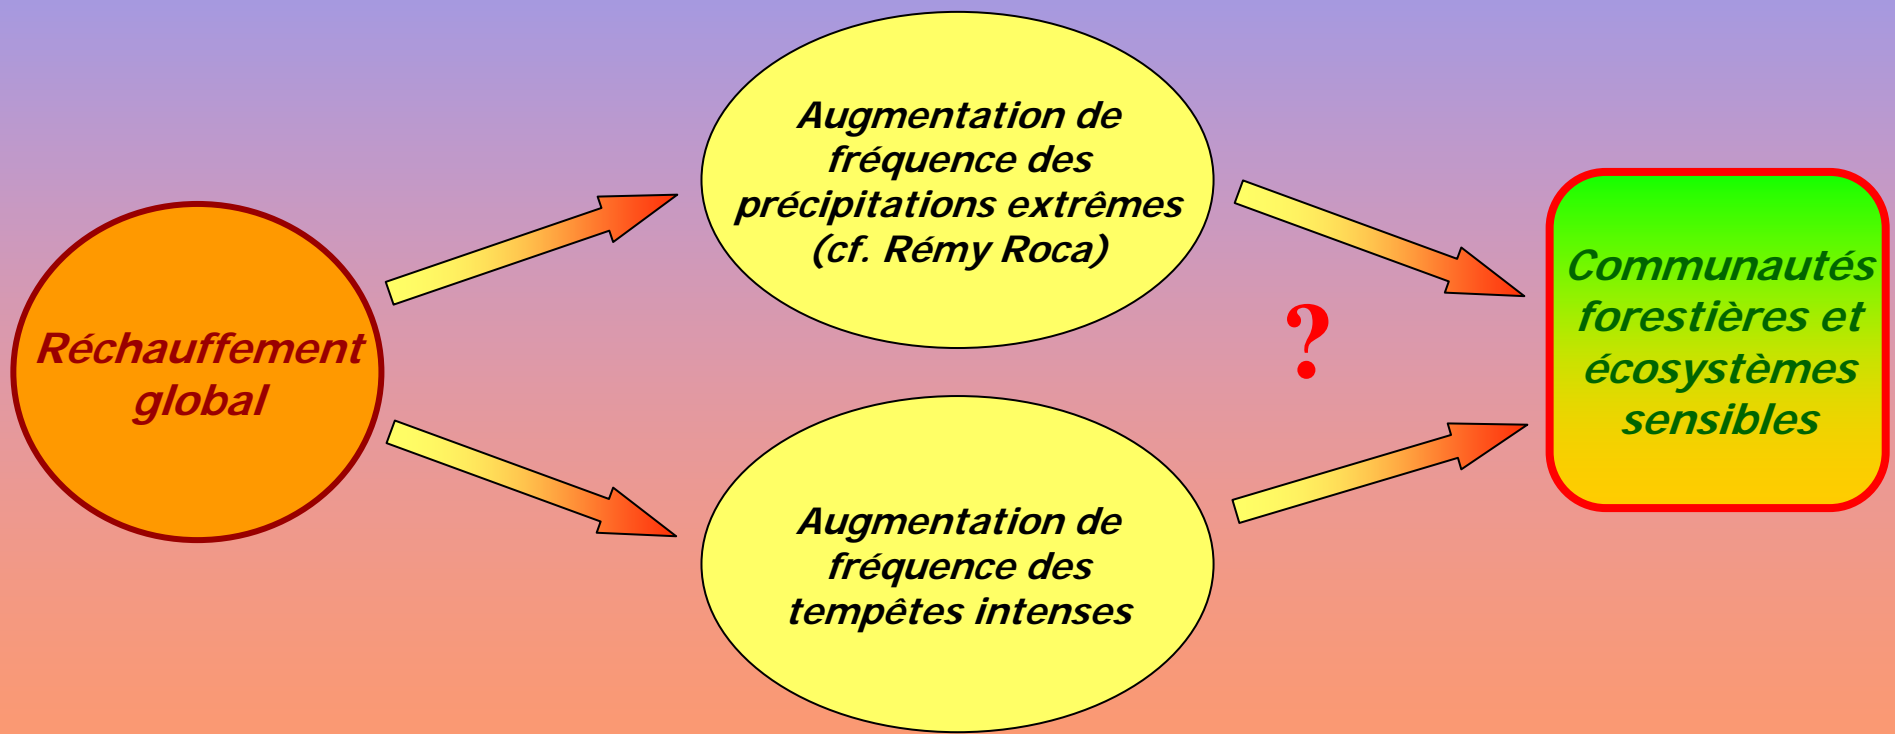 Réchauffement
global
Augmentation de
fréquence des
précipitations extrêmes
(cf. Rémy Roca)
Augmentation de
fréquence des
tempêtes intenses
?
Communautés
forestières et
écosystèmes
sensibles